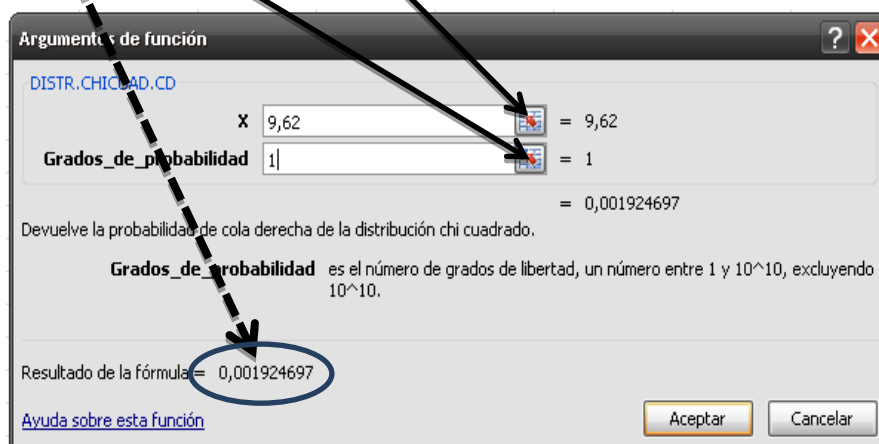 Argumentos de función
DISTR.CHICUAD.CD
X 9,62 = 9,62
Grados_de_probabilidad 1 = 1
= 0,001924697
Devuelve la probabilidad de cola derecha de la distribución chi cuadrado.
Grados_de_probabilidad es el número de grados de libertad, un número entre 1 y 10^10, excluyendo
10^10.
Resultado de la fórmula = 0,001924697
Ayuda sobre esta función Aceptar Cancelar